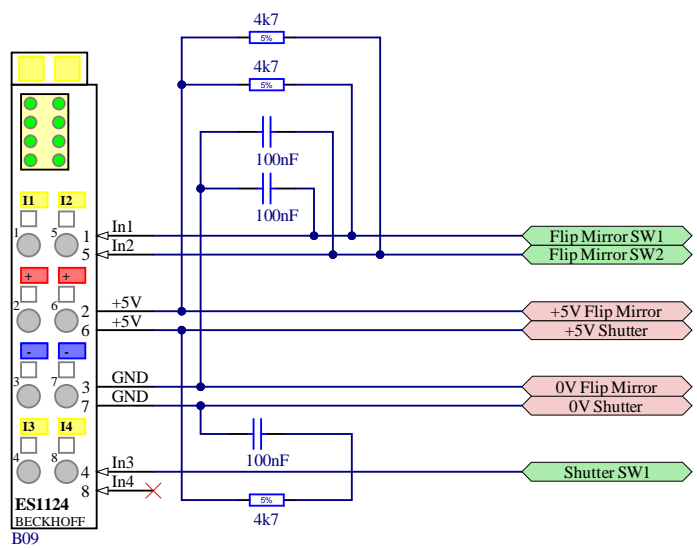 4k7
5%
4k7
5%
100nF
100nF
I1 I2
1 5
1 In1
5 In2
Flip Mirror SW1
Flip Mirror SW2
+ +
2 6
2 +5V
6 +5V
+5V Flip Mirror
+5V Shutter
- -
3 7
3 GND
7 GND
0V Flip Mirror
0V Shutter
I3 I4
4 8
4 In3
8 In4
100nF
Shutter SW1
5%
4k7
ES1124
BECKHOFF
B09